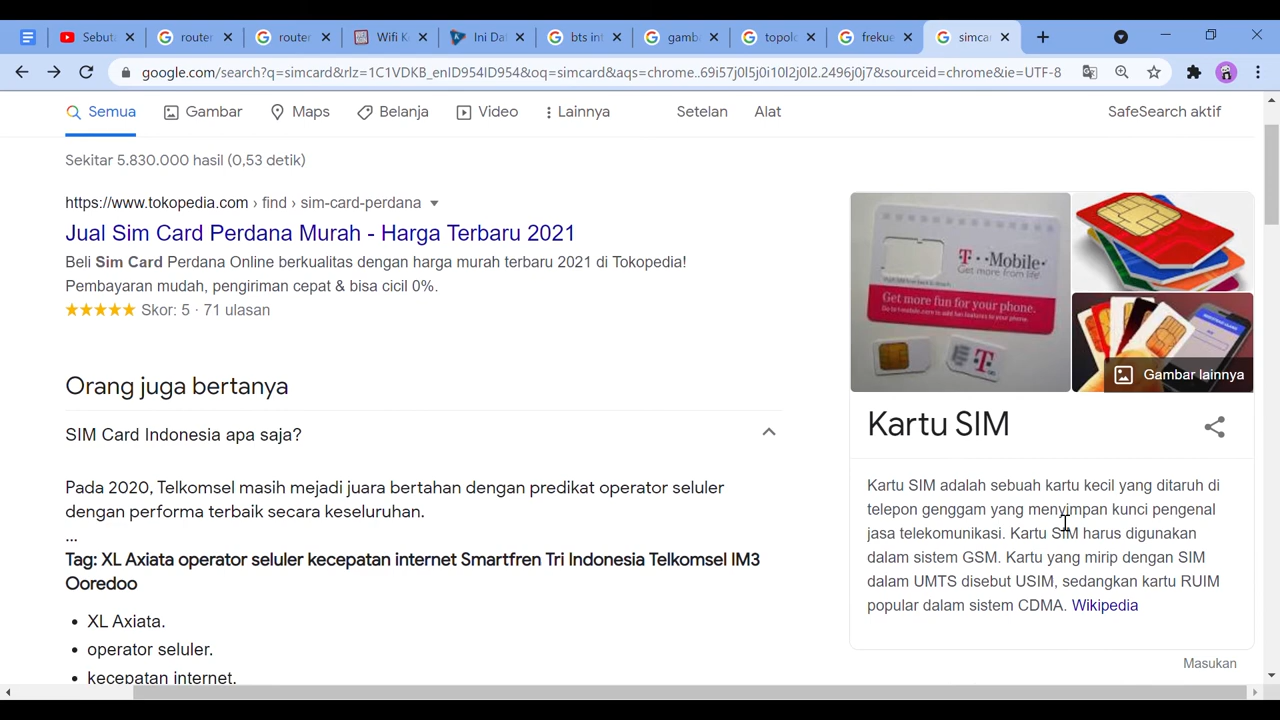 Sebut
router
router
Wifi K
Ini Da
bts int
gamb
topol
frekue
simca
google.com/search?q=simcard&rlz=1C1VDKB_enID954ID954&oq=simcard&aqs=chrome..69i57j0l5j0i10l2j0l2.2496j0j7&sourceid=chrome&ie=UTF-8
Semua Gambar Maps Belanja Video Lainnya Setelan Alat SafeSearch aktif
Sekitar 5.830.000 hasil (0,53 detik)
https://www.tokopedia.com › find › sim-card-perdana
Jual Sim Card Perdana Murah - Harga Terbaru 2021
Beli Sim Card Perdana Online berkualitas dengan harga murah terbaru 2021 di Tokopedia!
Pembayaran mudah, pengiriman cepat & bisa cicil 0%.
Skor: 5 · 71 ulasan
Orang juga bertanya
SIM Card Indonesia apa saja?
Pada 2020, Telkomsel masih mejadi juara bertahan dengan predikat operator seluler
dengan performa terbaik secara keseluruhan.
...
Tag: XL Axiata operator seluler kecepatan internet Smartfren Tri Indonesia Telkomsel IM3
Ooredoo
• XL Axiata.
• operator seluler.
• kecepatan internet.
T··Mobile·
Get more from life!
Get more fun for your phone.
T
Gambar lainnya
Kartu SIM
Kartu SIM adalah sebuah kartu kecil yang ditaruh di
telepon genggam yang menyimpan kunci pengenal
jasa telekomunikasi. Kartu SIM harus digunakan
dalam sistem GSM. Kartu yang mirip dengan SIM
dalam UMTS disebut USIM, sedangkan kartu RUIM
popular dalam sistem CDMA. Wikipedia
Masukan